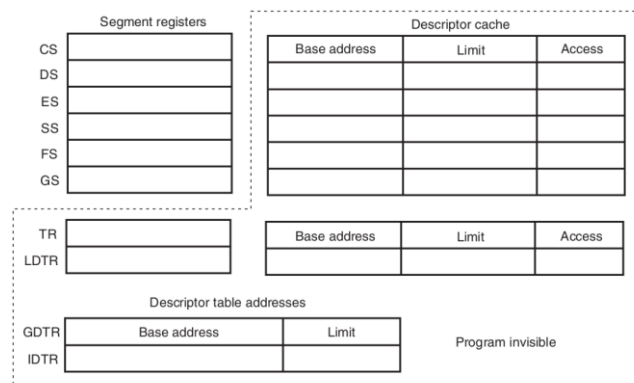 Segment registers
Descriptor cache
CS
Base address Limit Access
DS
ES
SS
FS
GS
TR
Base address Limit Access
LDTR
Descriptor table addresses
GDTR Base address Limit
Program invisible
IDTR